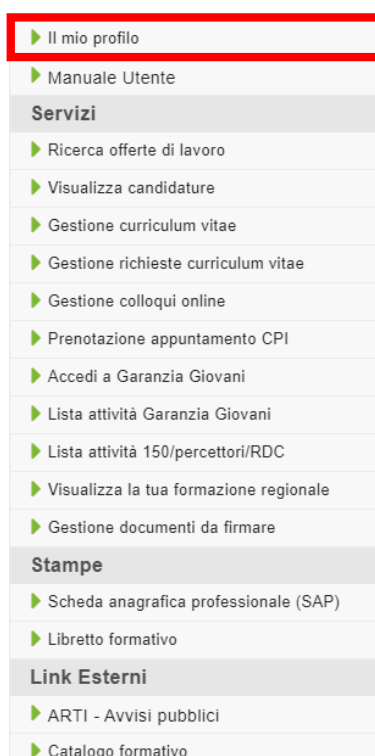 Il mio profilo
Manuale Utente
Servizi
Ricerca offerte di lavoro
Visualizza candidature
Gestione curriculum vitae
Gestione richieste curriculum vitae
Gestione colloqui online
Prenotazione appuntamento CPI
Accedi a Garanzia Giovani
Lista attività Garanzia Giovani
Lista attività 150/percettori/RDC
Visualizza la tua formazione regionale
Gestione documenti da firmare
Stampe
Scheda anagrafica professionale (SAP)
Libretto formativo
Link Esterni
ARTI - Avvisi pubblici
Catalogo formativo